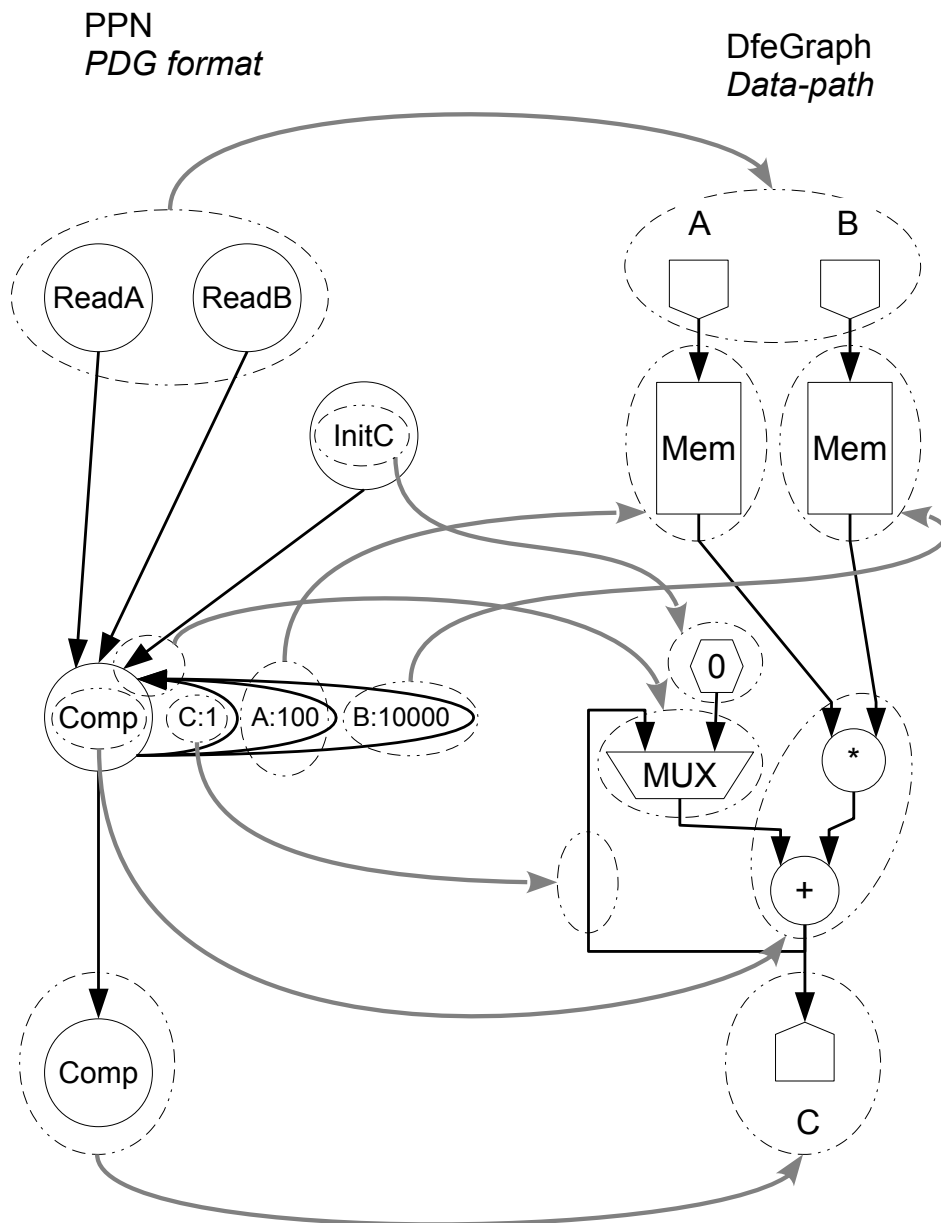 PPN
PDG format
DfeGraph
Data-path
A
B
ReadA
ReadB
InitC
Mem
Mem
0
Comp
C:1
A:100
B:10000
MUX
*
+
Comp
C